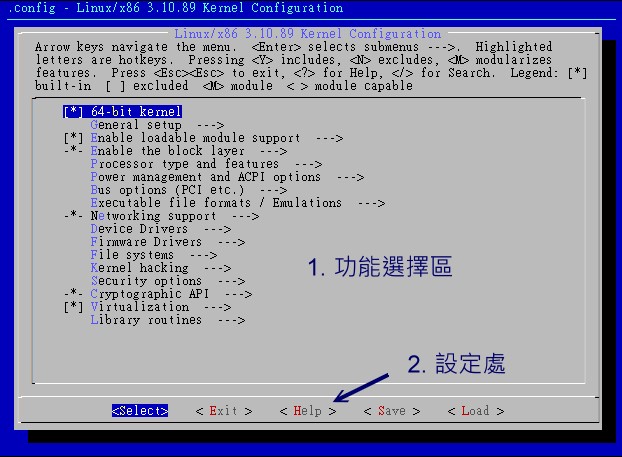 .config - Linux/x86 3.10.89 Kernel Configuration
Linux/x86 3.10.89 Kernel Configuration
Arrow keys navigate the menu. <Enter> selects submenus --->. Highlighted
letters are hotkeys. Pressing <Y> includes, <N> excludes, <M> modularizes
features. Press <Esc><Esc> to exit, <?> for Help, </> for Search. Legend: [*]
built-in [ ] excluded <M> module < > module capable
[*] 64-bit kernel
General setup --->
[*] Enable loadable module support --->
-*- Enable the block layer --->
Processor type and features --->
Power management and ACPI options --->
Bus options (PCI etc.) --->
Executable file formats / Emulations --->
-*- Networking support --->
Device Drivers --->
Firmware Drivers --->
File systems --->
Kernel hacking --->
Security options --->
-*- Cryptographic API --->
[*] Virtualization --->
Library routines --->
1. 功能選擇區
2. 設定處
<Select> < Exit > < Help > < Save > < Load >